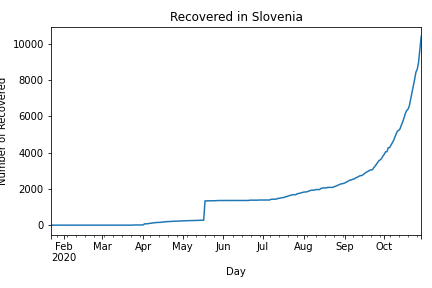 Recovered in Slovenia
Number of Recovered
10000
8000
6000
4000
2000
0
Feb Mar Apr May Jun Jul Aug Sep Oct
2020
Day